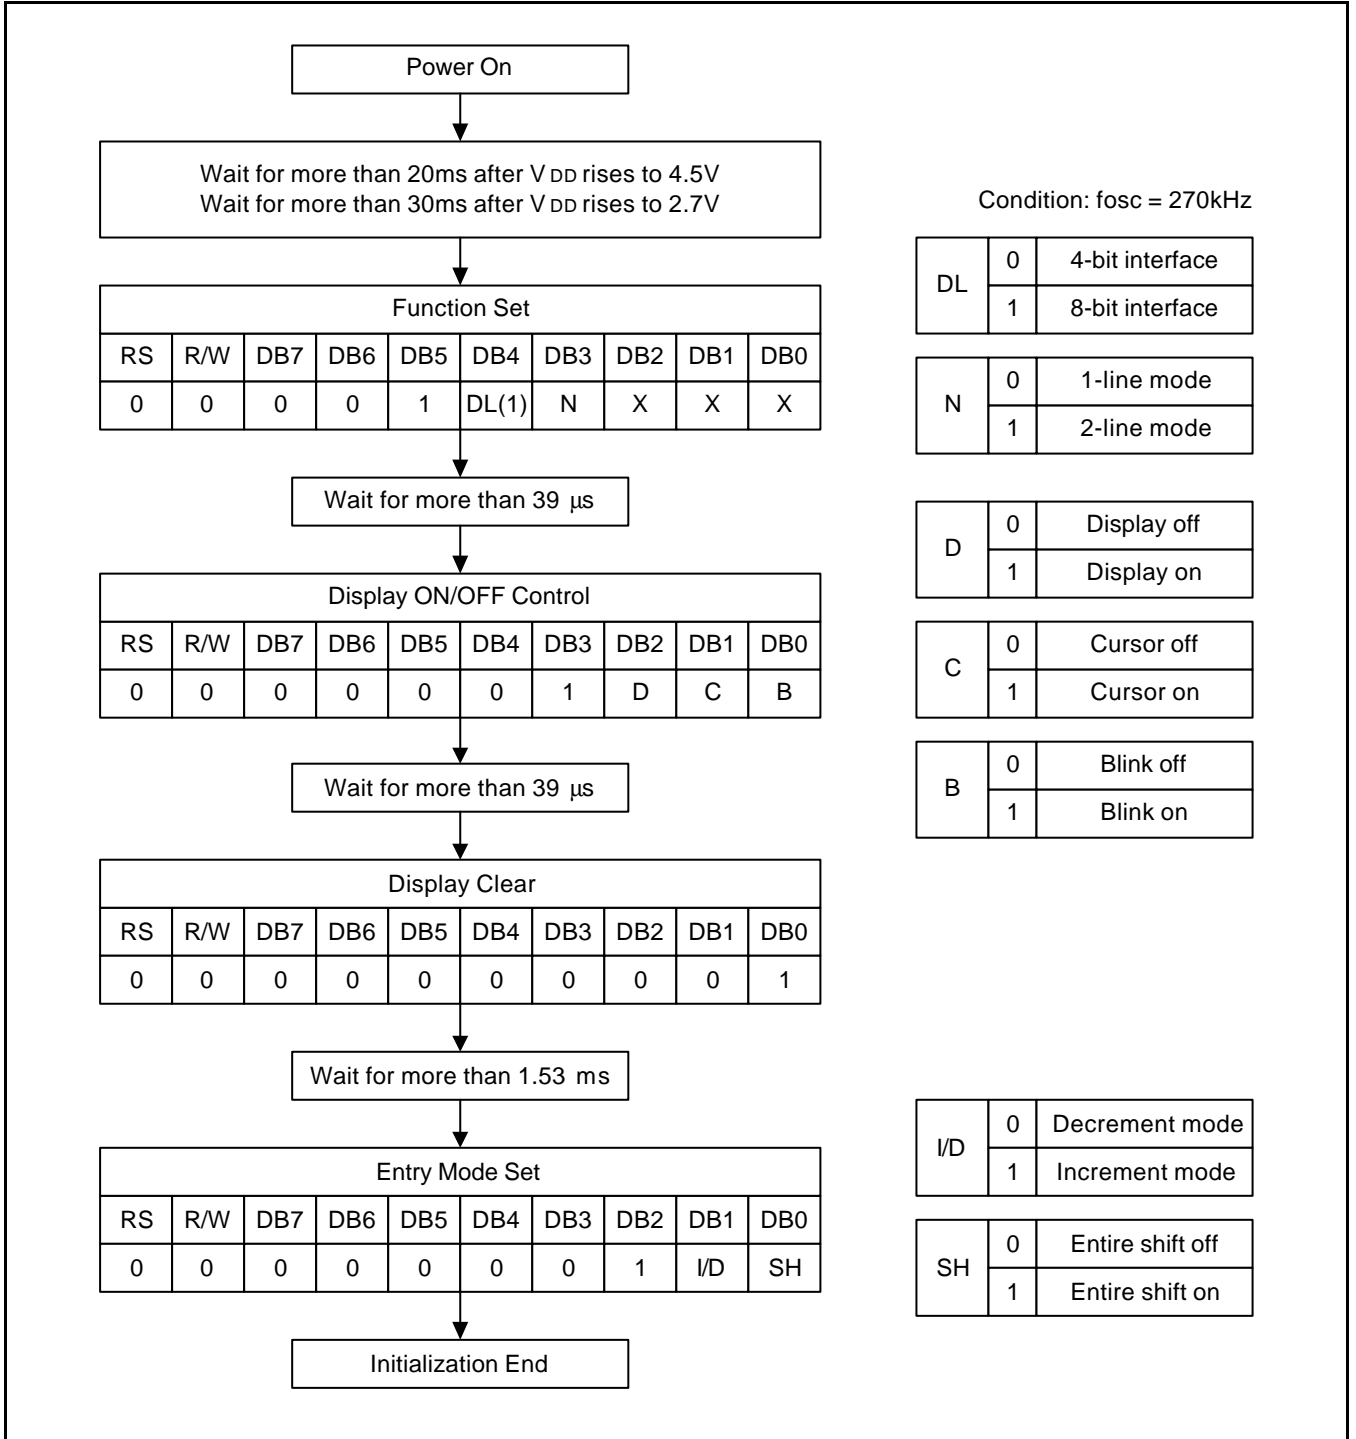 Power On
Wait for more than 20ms after VDD rises to 4.5V
Wait for more than 30ms after VDD rises to 2.7V
Condition: fosc = 270kHz
Function Set
RS R/W DB7 DB6 DB5 DB4 DB3 DB2 DB1 DB0
0 0 0 0 1 DL(1) N X X X
DL
0 4-bit interface
1 8-bit interface
N
0 1-line mode
1 2-line mode
Wait for more than 39 µs
Display ON/OFF Control
RS R/W DB7 DB6 DB5 DB4 DB3 DB2 DB1 DB0
0 0 0 0 0 0 1 D C B
D
0 Display off
1 Display on
C
0 Cursor off
1 Cursor on
B
0 Blink off
1 Blink on
Wait for more than 39 µs
Display Clear
RS R/W DB7 DB6 DB5 DB4 DB3 DB2 DB1 DB0
0 0 0 0 0 0 0 0 0 1
Wait for more than 1.53 ms
Entry Mode Set
RS R/W DB7 DB6 DB5 DB4 DB3 DB2 DB1 DB0
0 0 0 0 0 0 0 1 I/D SH
I/D
0 Decrement mode
1 Increment mode
SH
0 Entire shift off
1 Entire shift on
Initialization End